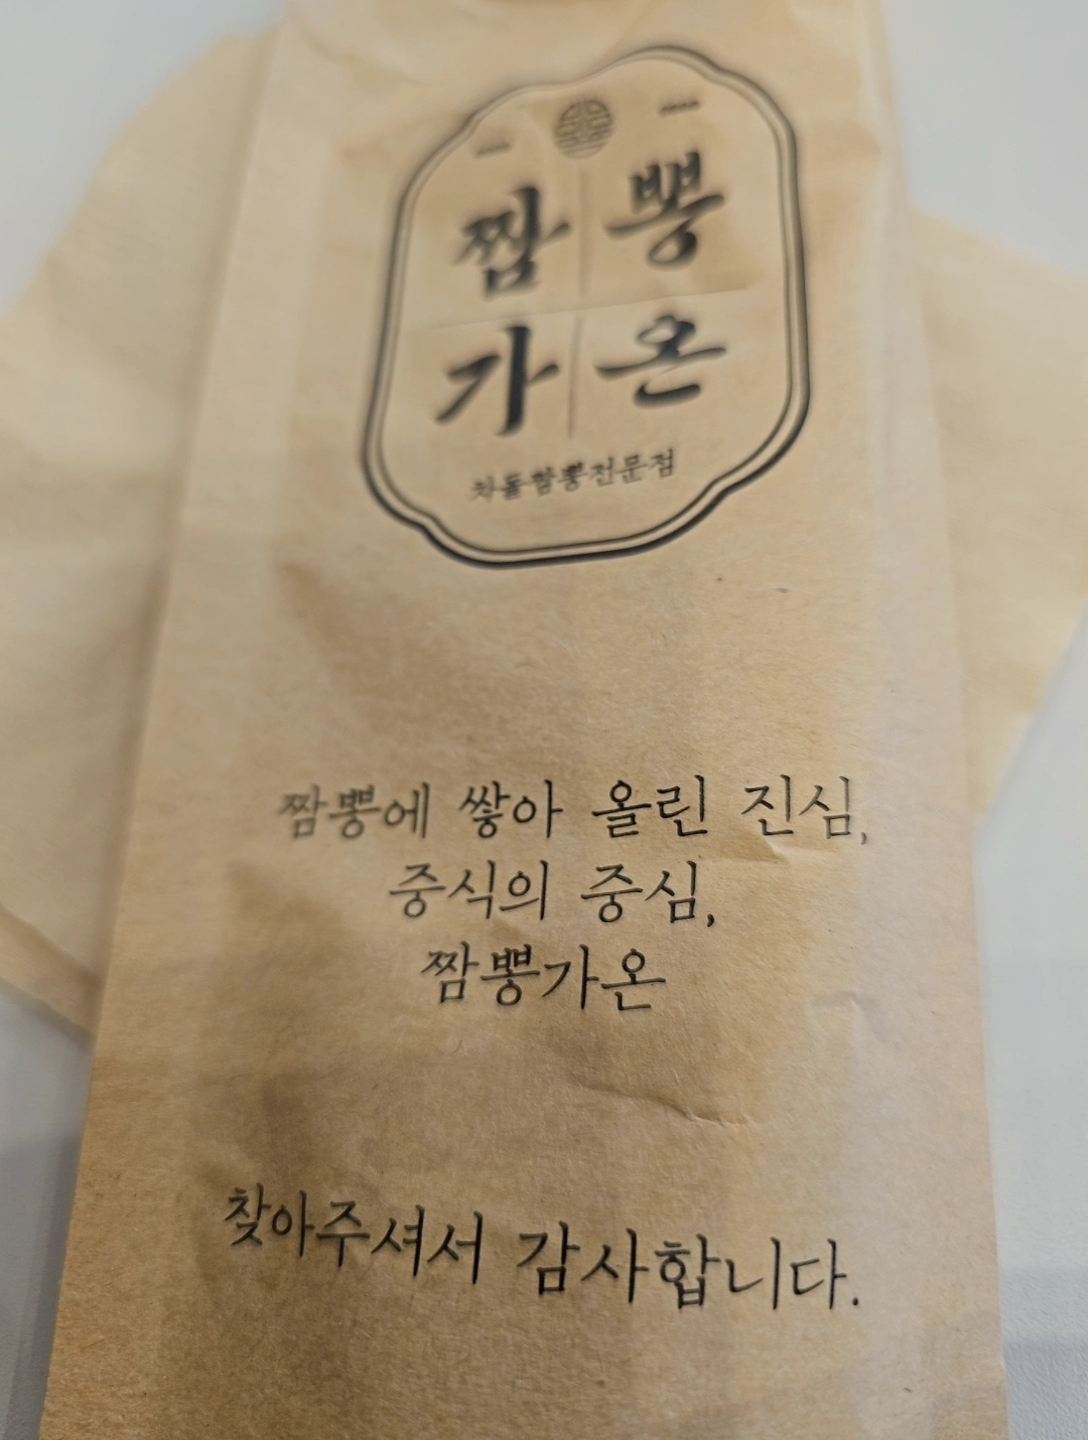 짬뽕
가온
차돌짬뽕전문점
짬뽕에 쌓아 올린 진심,
중식의 중심,
짬뽕가온
찾아주셔서 감사합니다.